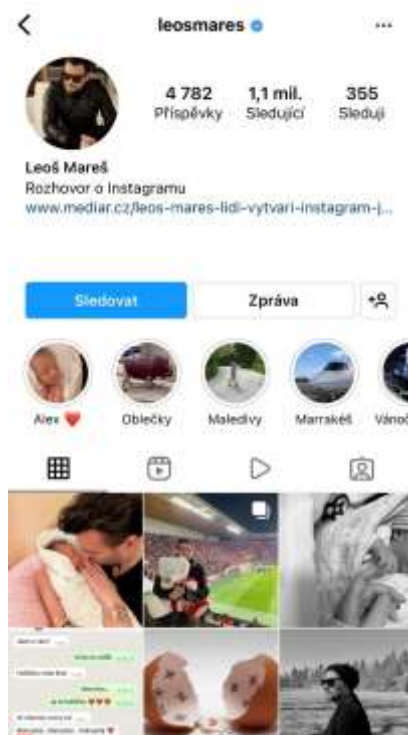 leosmares
4 782 1,1 mil. 355
Příspěvky Sledující Sleduji
Leoš Mareš
Rozhovor o Instagramu
www.mediar.cz/leos-mares-lidi-vytvari-instagram-j...
Sledovat Zpráva
Alex ❤️ Oblečky Maledivy Marrakéš Vánoč